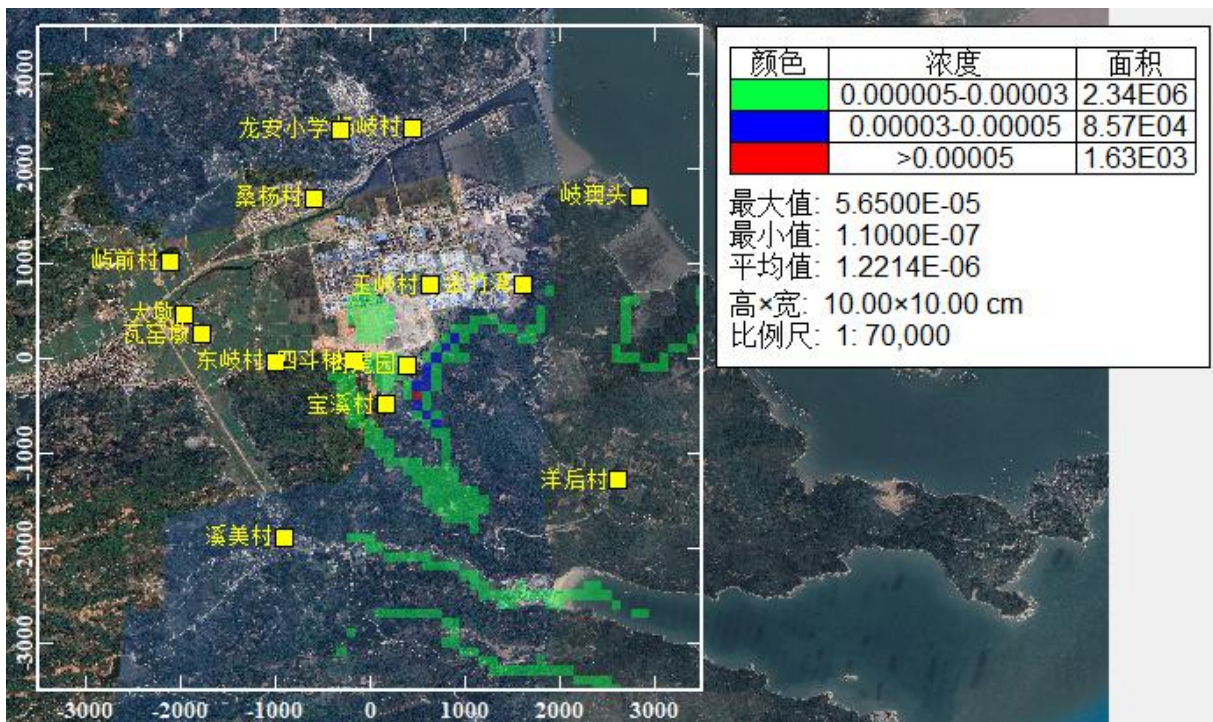 颜色 浓度 面积
0.000005-0.00003 2.34E06
0.00003-0.00005 8.57E04
>0.00005 1.63E03
最大值: 5.6500E-05
最小值: 1.1000E-07
平均值: 1.2214E-06
高×宽: 10.00×10.00 cm
比例尺: 1: 70,000
龙安小学 岐村
桑杨村
岐澳头
屿前村
玉岐村
大墩
瓦窑墩
东岐村 四斗
宝溪村
洋后村
溪美村
3000
2000
1000
0
-1000
-2000
-3000
-3000 -2000 -1000 0 1000 2000 3000